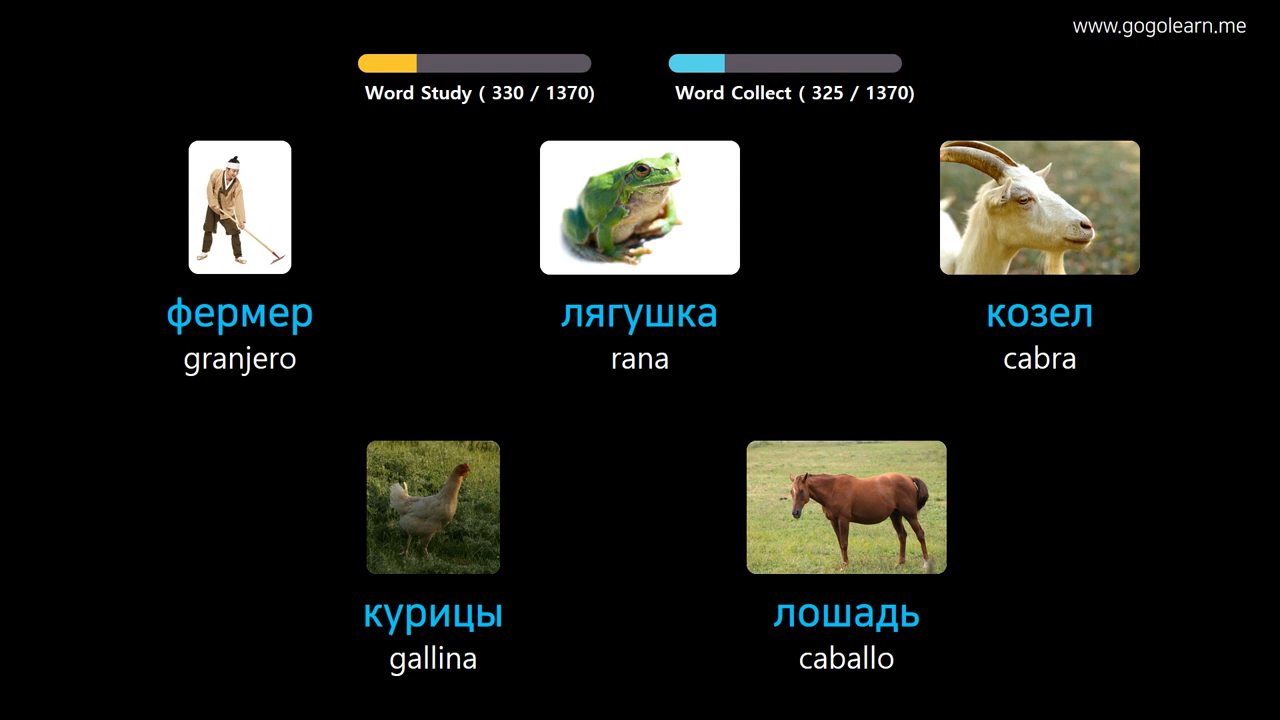 www.gogolearn.me
Word Study ( 330 / 1370)
Word Collect ( 325 / 1370)
фермер
granjero
лягушка
rana
козел
cabra
курицы
gallina
лошадь
caballo